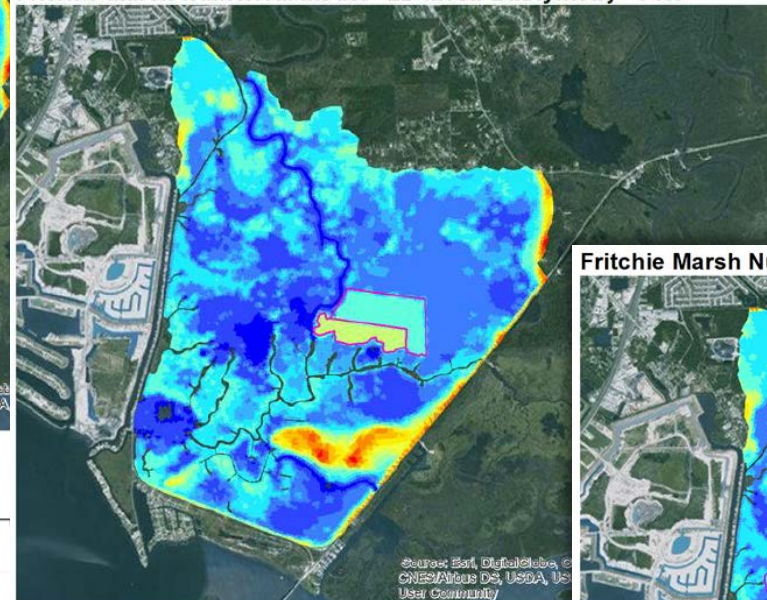 Fritchie Marsh Nu
Source: Esri, DigitalGlobe,
CNES/Airbus DS, USDA, US
User Community